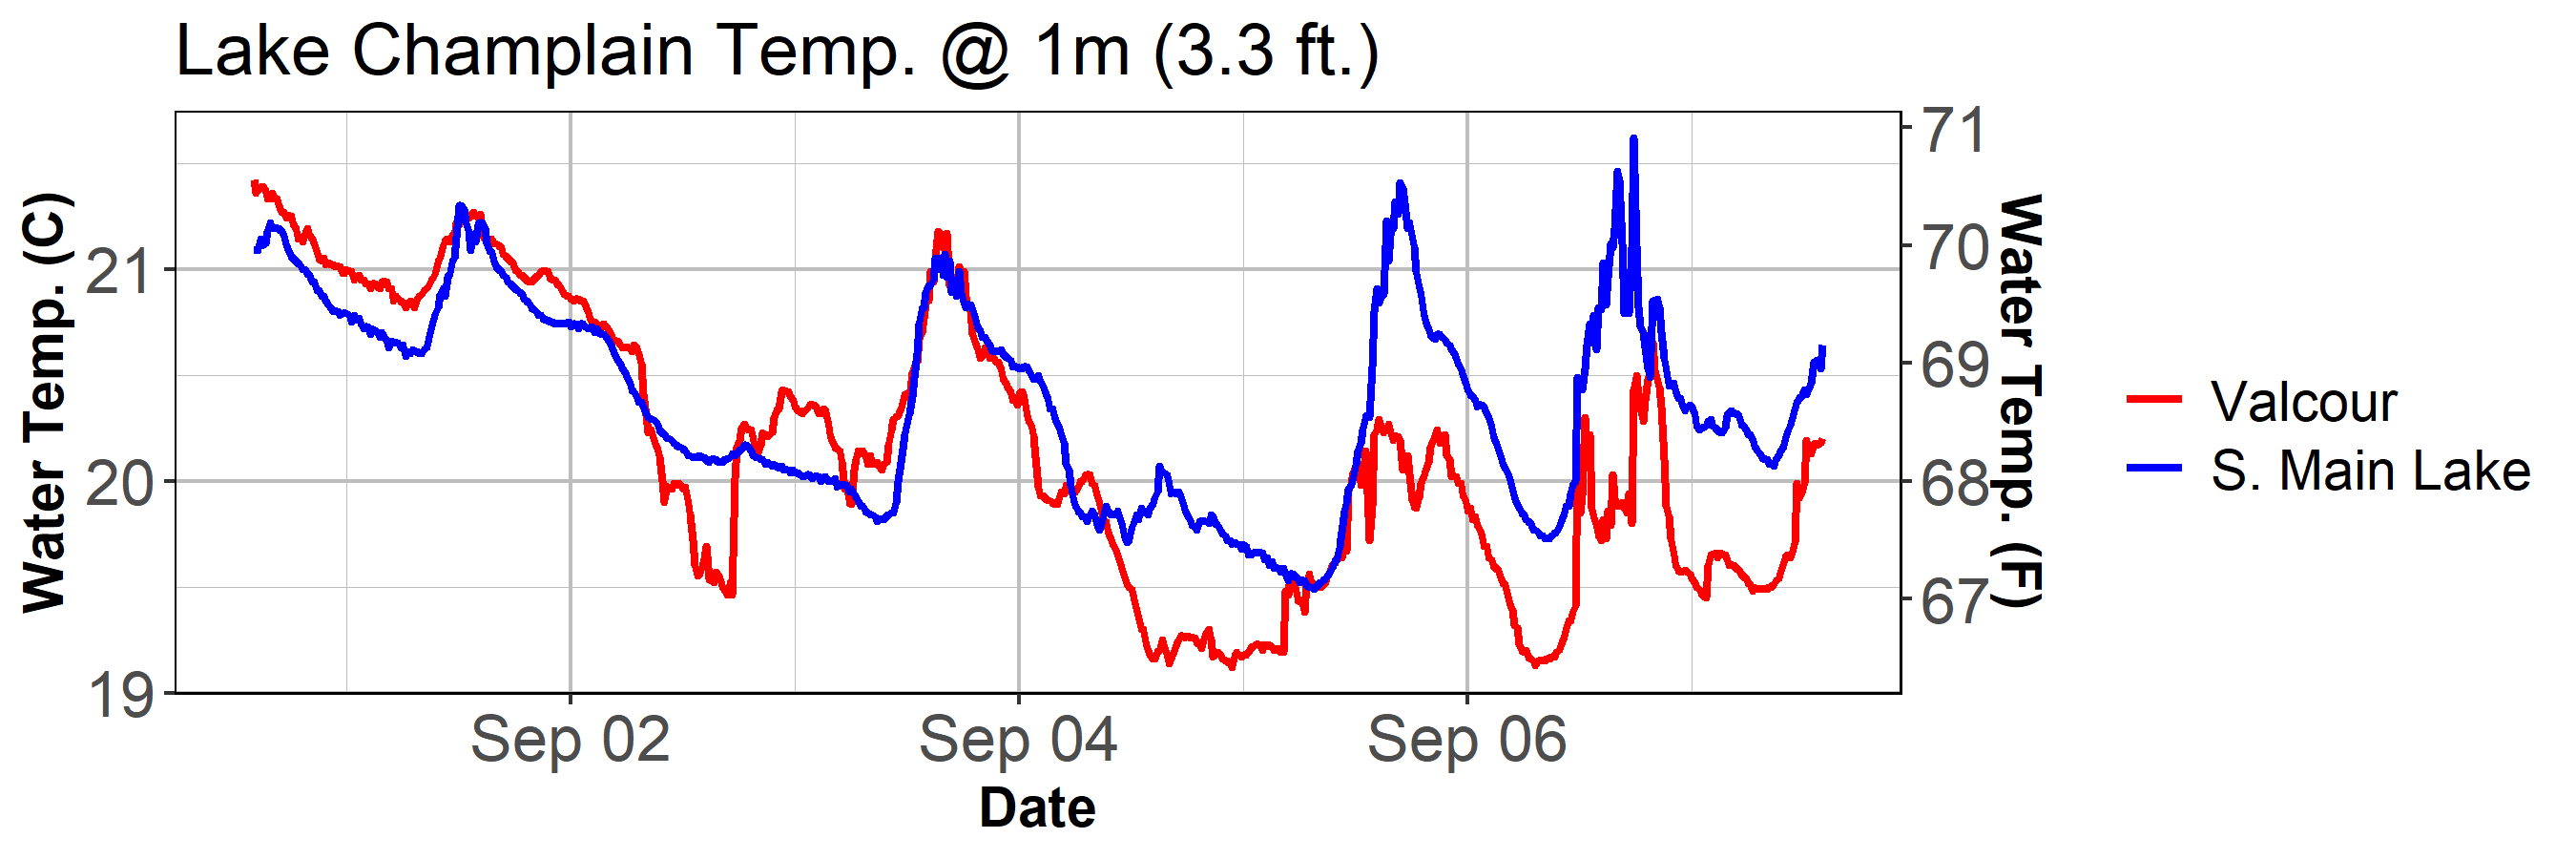 Lake Champlain Temp. @ 1m (3.3 ft.)
Water Temp. (C)
21
20
19
71
70
69
68
67
Water Temp. (F)
Sep 02
Sep 04
Sep 06
Date
Valcour
S. Main Lake